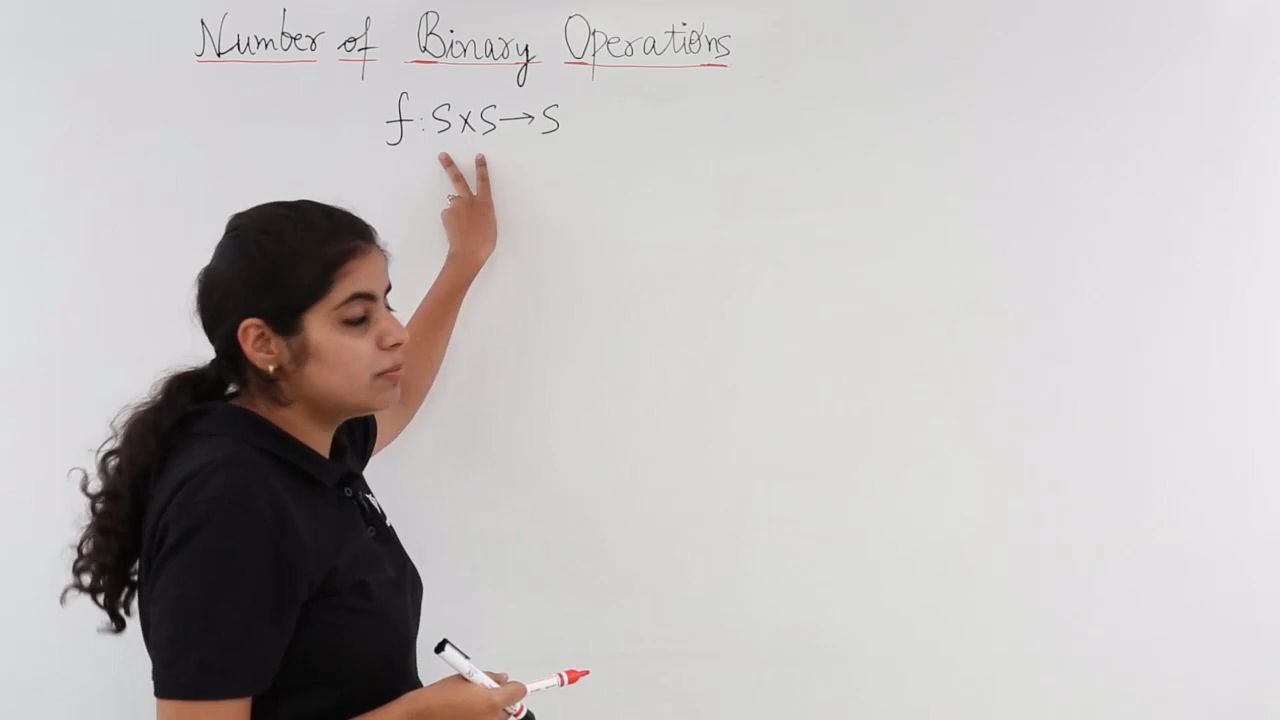 Number of Binary Operations
f : S × S → S